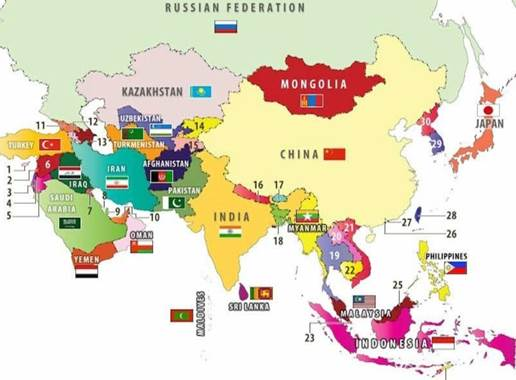 RUSSIAN FEDERATION
KAZAKHSTAN
MONGOLIA
UZBEKISTAN
14
11
12
13
TURKMENISTAN
15
TURKEY
JAPAN
30
29
CHINA
1
2
3
4
5
6
IRAQ
IRAN
AFGHANISTAN
PAKISTAN
SAUDI
ARABIA
7
8
9
10
OMAN
YEMEN
16
17
18
INDIA
MYANMAR
21
20
19
22
27
28
26
PHILIPPINES
SRI LANKA
MALDIVES
25
MALAYSIA
23
INDONESIA